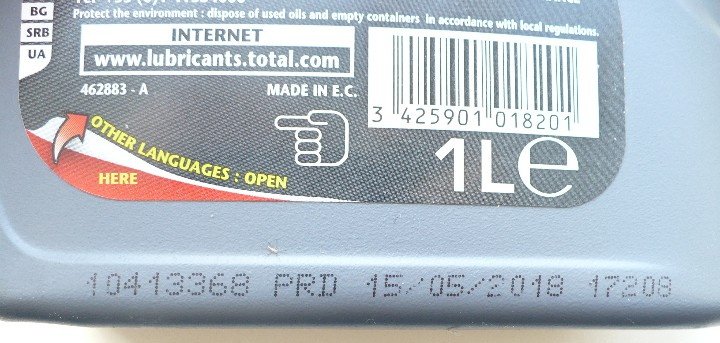 BG
SRB
UA
Protect the environment : dispose of used oils and empty containers in accordance with local regulations.
INTERNET
www.lubricants.total.com
462883 - A
MADE IN E.C.
3 425901 018201
OTHER LANGUAGES : OPEN
HERE
1L e
10413368 PRD 15/05/2018 17208